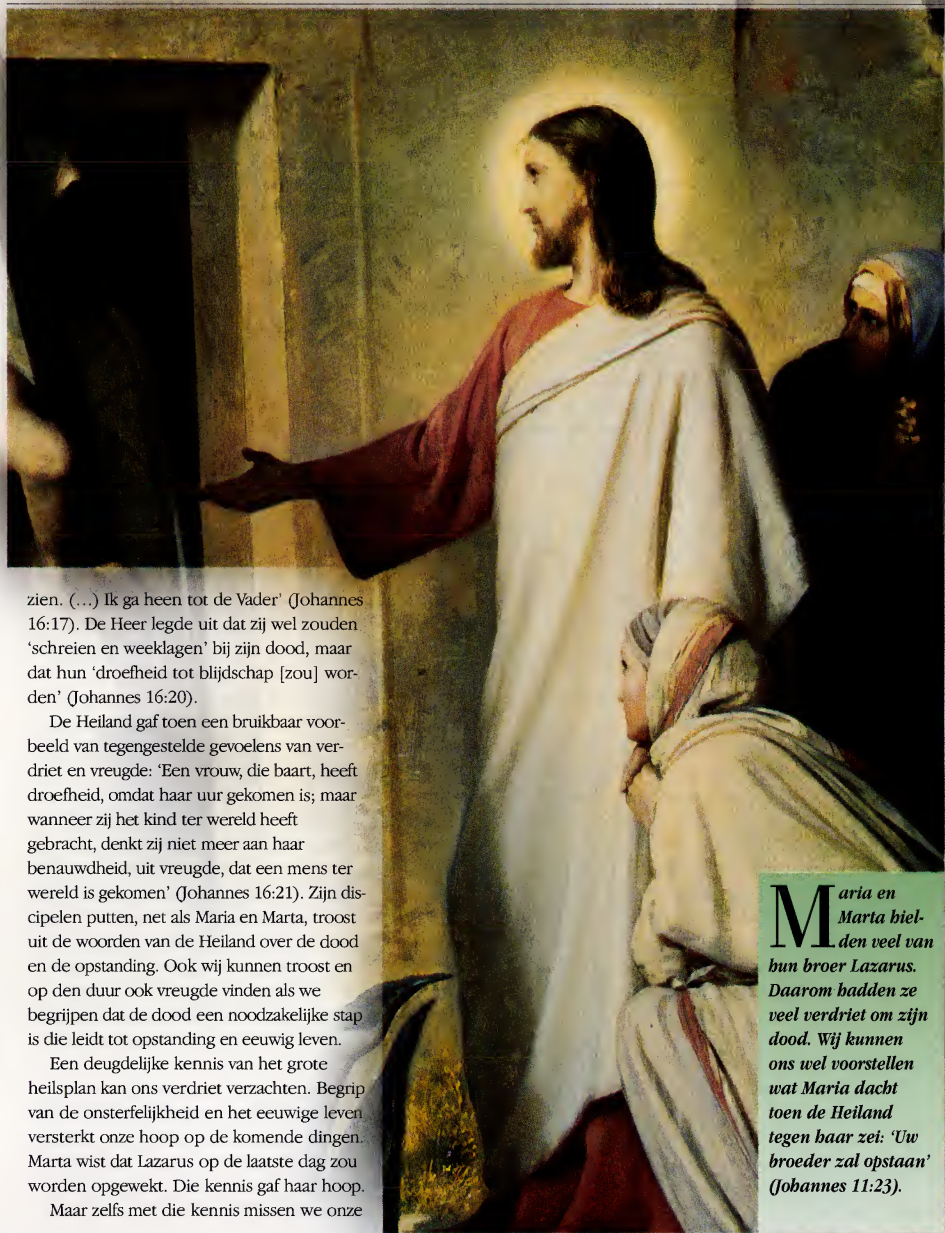 zien. (...) Ik ga heen tot de Vader' (Johannes
16:17). De Heer legde uit dat zij wel zouden
'schreien en weeklagen' bij zijn dood, maar
dat hun 'droefheid tot blijdschap [zou] wor-
den' (Johannes 16:20).
De Heiland gaf toen een bruikbaar voor-
beeld van tegengestelde gevoelens van ver-
driet en vreugde: 'Een vrouw, die baart, heeft
droefheid, omdat haar uur gekomen is; maar
wanneer zij het kind ter wereld heeft
gebracht, denkt zij niet meer aan haar
benauwdheid, uit vreugde, dat een mens ter
wereld is gekomen' (Johannes 16:21). Zijn dis-
cipelen putten, net als Maria en Marta, troost
uit de woorden van de Heiland over de dood
en de opstanding. Ook wij kunnen troost en
op den duur ook vreugde vinden als we
begrijpen dat de dood een noodzakelijke stap
is die leidt tot opstanding en eeuwig leven.
Een deugdelijke kennis van het grote
heilsplan kan ons verdriet verzachten. Begrip
van de onsterfelijkheid en het eeuwige leven
versterkt onze hoop op de komende dingen.
Marta wist dat Lazarus op de laatste dag zou
worden opgewekt. Die kennis gaf haar hoop.
Maar zelfs met die kennis missen we onze
Maria en
Marta hiel-
den veel van
hun broer Lazarus.
Daarom hadden ze
veel verdriet om zijn
dood. Wij kunnen
ons wel voorstellen
wat Maria dacht
toen de Heiland
tegen haar zei: 'Uw
broeder zal opstaan'
(Johannes 11:23).